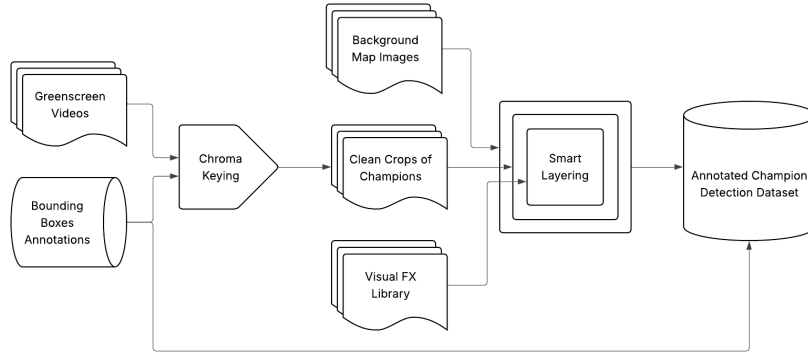 Greenscreen
Videos
Bounding
Boxes
Annotations
Chroma
Keying
Background
Map Images
Clean Crops of
Champions
Visual FX
Library
Smart
Layering
Annotated Champion
Detection Dataset